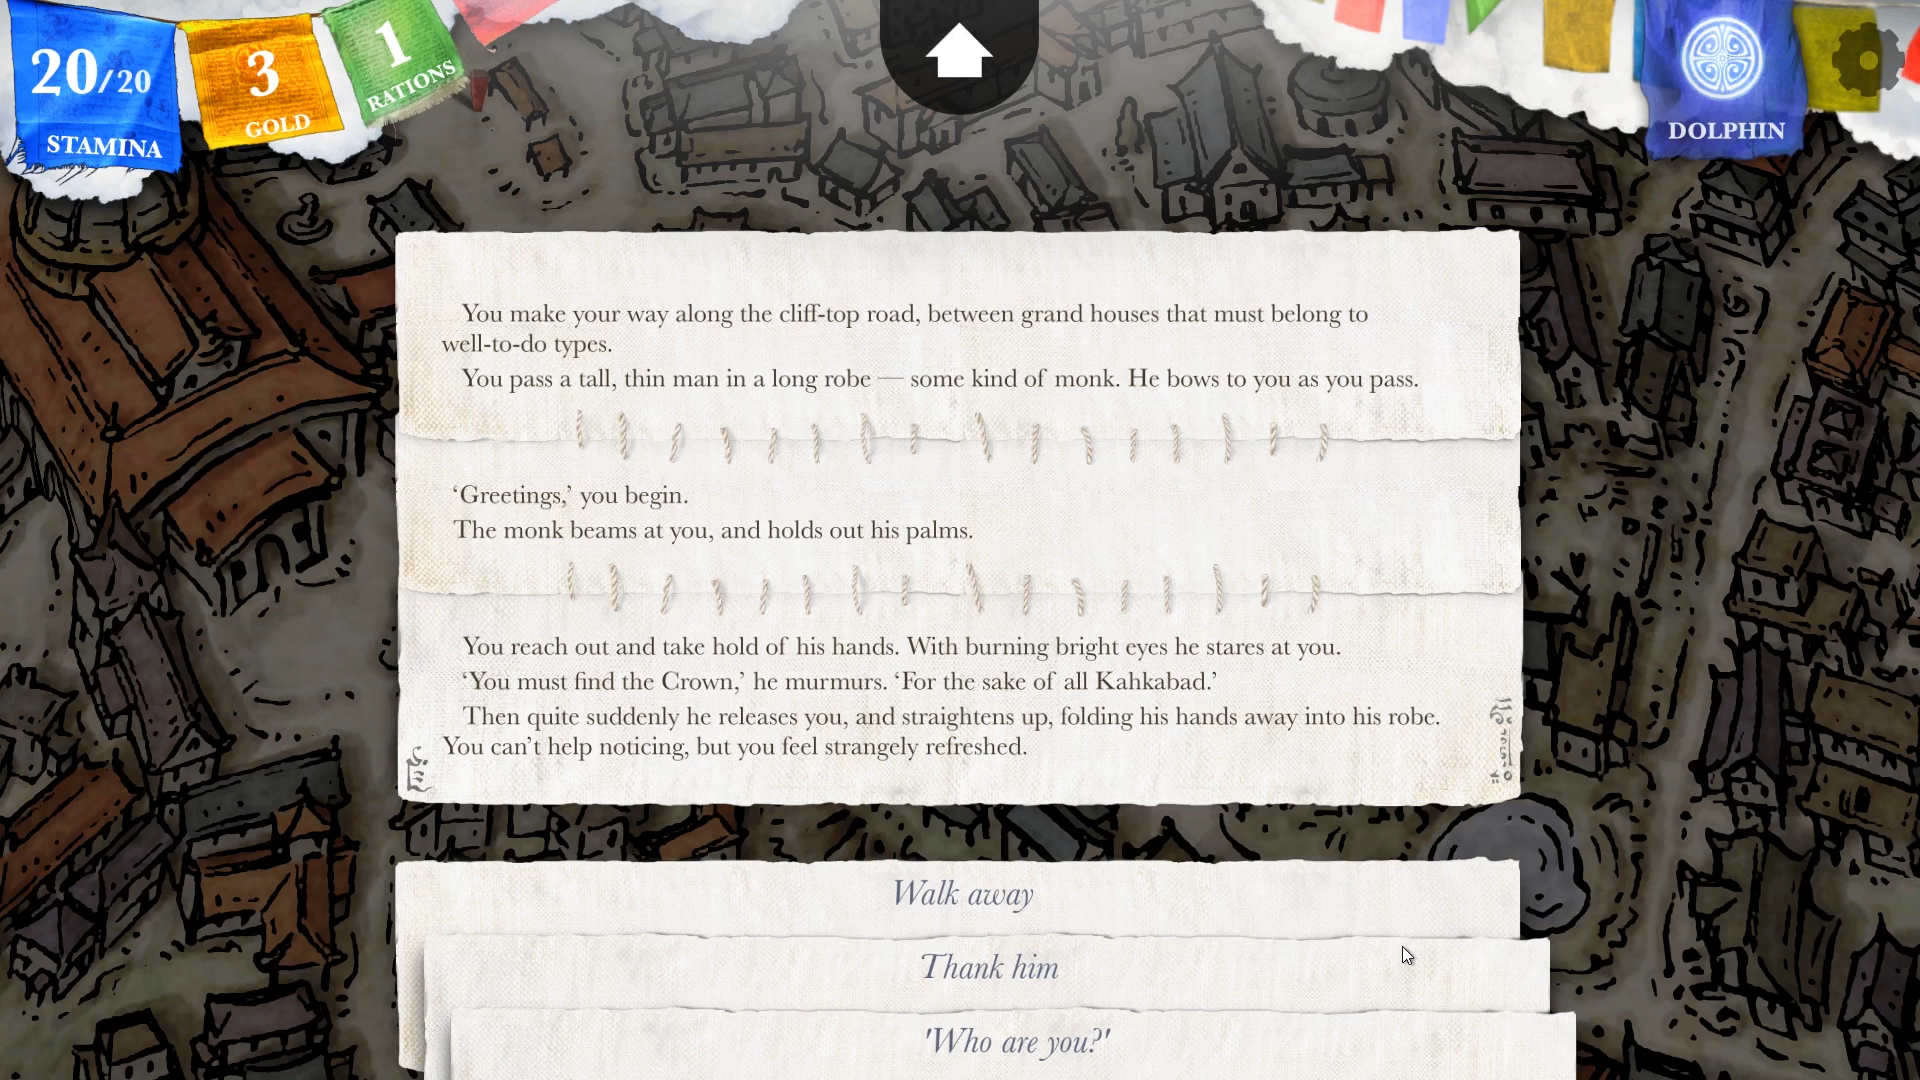 20/20
STAMINA
3
GOLD
1
RATIONS
DOLPHIN
You make your way along the cliff-top road, between grand houses that must belong to
well-to-do types.
You pass a tall, thin man in a long robe — some kind of monk. He bows to you as you pass.
‘Greetings,’ you begin.
The monk beams at you, and holds out his palms.
You reach out and take hold of his hands. With burning bright eyes he stares at you.
‘You must find the Crown,’ he murmurs. ‘For the sake of all Kahkabad.’
Then quite suddenly he releases you, and straightens up, folding his hands away into his robe.
You can’t help noticing, but you feel strangely refreshed.
Walk away
Thank him
'Who are you?'